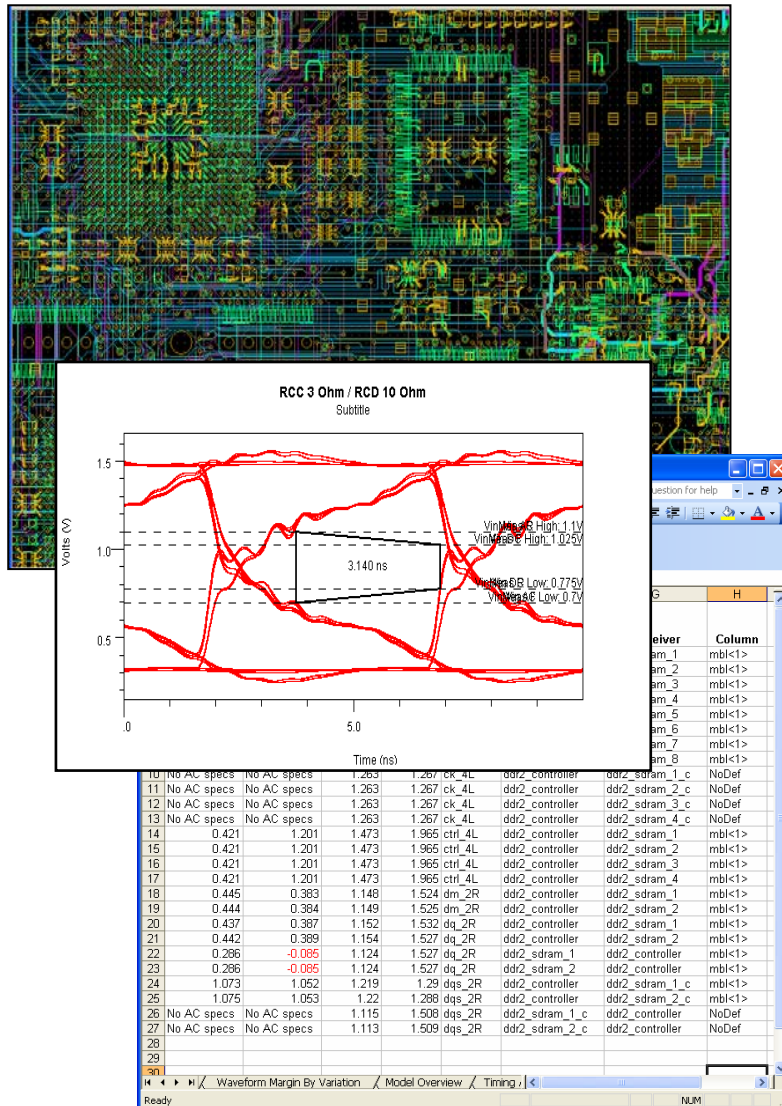 RCC 3 Ohm / RCD 10 Ohm
Subtitle
Volts (V)
1.5
1.0
0.5
High: 1.1V
High: 1.025V
3.140 ns
Low: 0.775V
Low: 0.7V
.0
5.0
Time (ns)
uestion for help
G H
eiver Column
am_1 mbl<1>
am_2 mbl<1>
am_3 mbl<1>
am_4 mbl<1>
am_5 mbl<1>
am_6 mbl<1>
am_7 mbl<1>
am_8 mbl<1>
10 No AC specs No AC specs 1.263 1.267 ck_4L ddr2_controller ddr2_sdram_1_c NoDef
11 No AC specs No AC specs 1.263 1.267 ck_4L ddr2_controller ddr2_sdram_2_c NoDef
12 No AC specs No AC specs 1.263 1.267 ck_4L ddr2_controller ddr2_sdram_3_c NoDef
13 No AC specs No AC specs 1.263 1.267 ck_4L ddr2_controller ddr2_sdram_4_c NoDef
14 0.421 1.201 1.473 1.965 ctrl_4L ddr2_controller ddr2_sdram_1 mbl<1>
15 0.421 1.201 1.473 1.965 ctrl_4L ddr2_controller ddr2_sdram_2 mbl<1>
16 0.421 1.201 1.473 1.965 ctrl_4L ddr2_controller ddr2_sdram_3 mbl<1>
17 0.421 1.201 1.473 1.965 ctrl_4L ddr2_controller ddr2_sdram_4 mbl<1>
18 0.445 0.383 1.148 1.524 dm_2R ddr2_controller ddr2_sdram_1 mbl<1>
19 0.444 0.384 1.149 1.525 dm_2R ddr2_controller ddr2_sdram_2 mbl<1>
20 0.437 0.387 1.152 1.532 dq_2R ddr2_controller ddr2_sdram_1 mbl<1>
21 0.442 0.389 1.154 1.527 dq_2R ddr2_controller ddr2_sdram_2 mbl<1>
22 0.286 -0.085 1.124 1.527 dq_2R ddr2_sdram_1 ddr2_controller mbl<1>
23 0.286 -0.085 1.124 1.527 dq_2R ddr2_sdram_2 ddr2_controller mbl<1>
24 1.073 1.052 1.219 1.29 dqs_2R ddr2_controller ddr2_sdram_1_c mbl<1>
25 1.075 1.053 1.22 1.288 dqs_2R ddr2_controller ddr2_sdram_2_c mbl<1>
26 No AC specs No AC specs 1.115 1.508 dqs_2R ddr2_sdram_1_c ddr2_controller NoDef
27 No AC specs No AC specs 1.113 1.509 dqs_2R ddr2_sdram_2_c ddr2_controller NoDef
28
29
30
Waveform Margin By Variation / Model Overview / Timing
Ready NUM